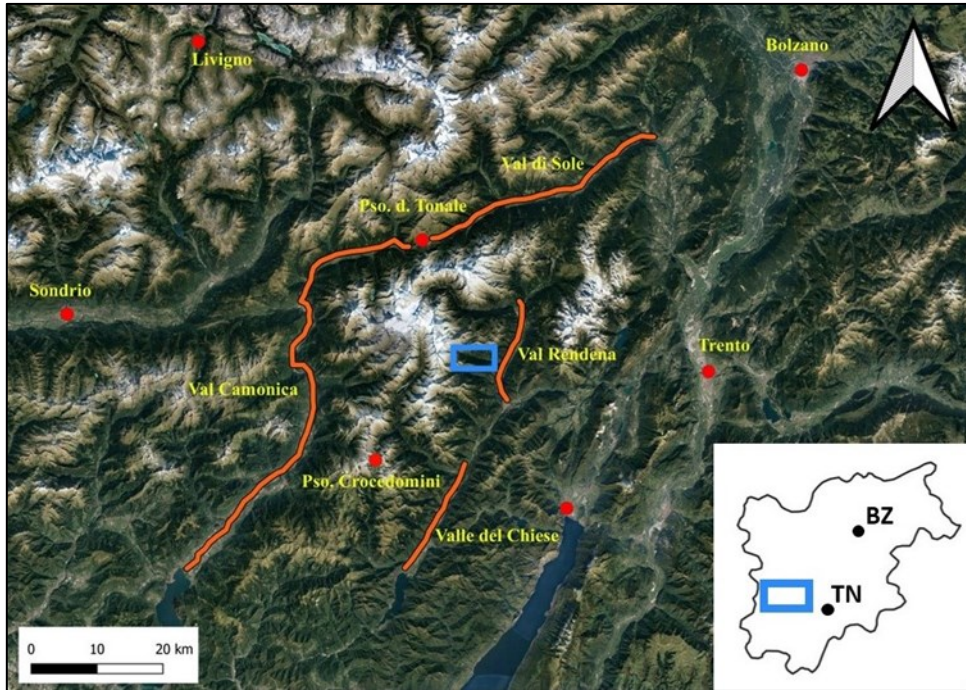 Livigno
Bolzano
Val di Sole
Pso. d. Tonale
Sondrio
Val Rendena
Trento
Val Camonica
Pso. Crocedomini
Valle del Chiese
BZ
TN
0 10 20 km